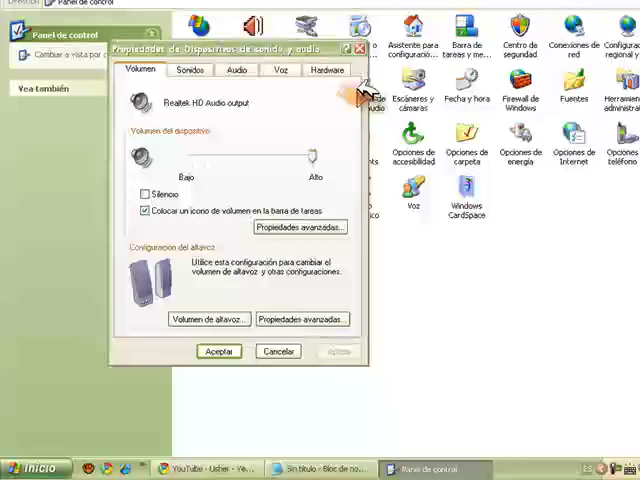 Dirección
Panel de control
Panel de control
Cambiar a vista por c
Vea también
Propiedades de Dispositivos de sonido y audio
Volumen
Sonidos
Audio
Voz
Hardware
Realtek HD Audio output
Volumen del dispositivo
Bajo
Alto
Silencio
Colocar un icono de volumen en la barra de tareas
Propiedades avanzadas...
Configuración del altavoz
Utilice esta configuración para cambiar el
volumen de altavoz y otras configuraciones.
Volumen de altavoz...
Propiedades avanzadas...
Aceptar
Cancelar
Aplicar
Asistente para
configuració...
Barra de
tareas y me...
Centro de
seguridad
Conexiones de
red
Configurac
regional y
Escáneres y
cámaras
Fecha y hora
Firewall de
Windows
Fuentes
Herramien
administra
Opciones de
accesibilidad
Opciones de
carpeta
Opciones de
energía
Opciones de
Internet
Opciones
teléfono
Voz
Windows
CardSpace
Inicio
YouTube - Usher - Ye...
Sin título - Bloc de no...
Panel de control
ES